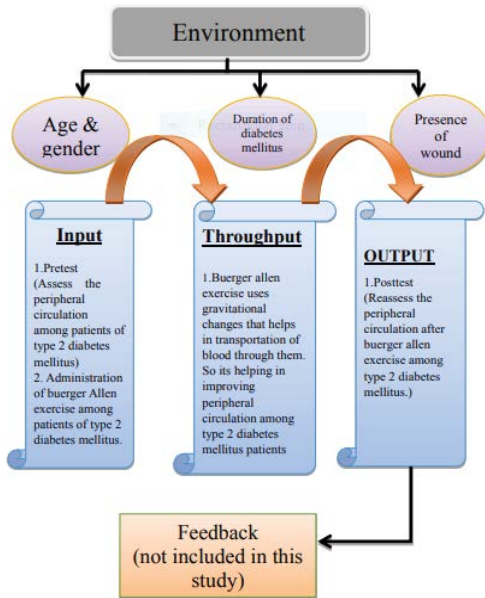 Environment
Age &
gender
Duration of
diabetes
mellitus
Presence
of
wound
Input
1.Pretest
(Assess the
peripheral
circulation
among patients of
type 2 diabetes
mellitus)
2. Administration
of buerger Allen
exercise among
patients of type 2
diabetes mellitus.
Throughput
1.Buerger allen
exercise uses
gravitational
changes that helps
in transportation of
blood through them.
So its helping in
improving
peripheral
circulation among
type 2 diabetes
mellitus patients
OUTPUT
1.Posttest
(Reassess the
peripheral
circulation after
buerger allen
exercise among
type 2 diabetes
mellitus.)
Feedback
(not included in this
study)